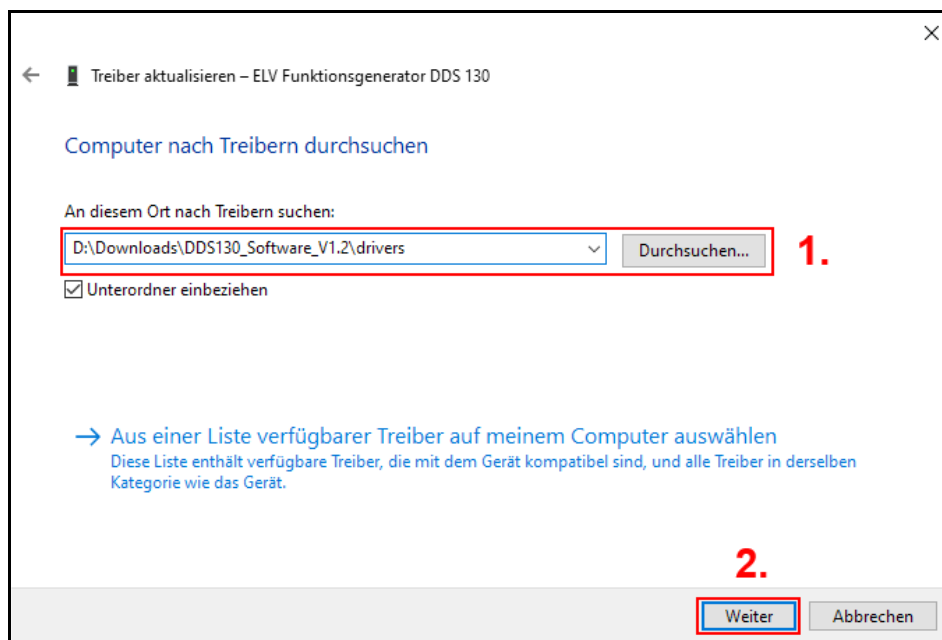 Treiber aktualisieren – ELV Funktionsgenerator DDS 130
Computer nach Treibern durchsuchen
An diesem Ort nach Treibern suchen:
D:\Downloads\DDS130_Software_V1.2\drivers
Durchsuchen...
1.
Unterordner einbeziehen
Aus einer Liste verfügbarer Treiber auf meinem Computer auswählen
Diese Liste enthält verfügbare Treiber, die mit dem Gerät kompatibel sind, und alle Treiber in derselben
Kategorie wie das Gerät.
2.
Weiter
Abbrechen